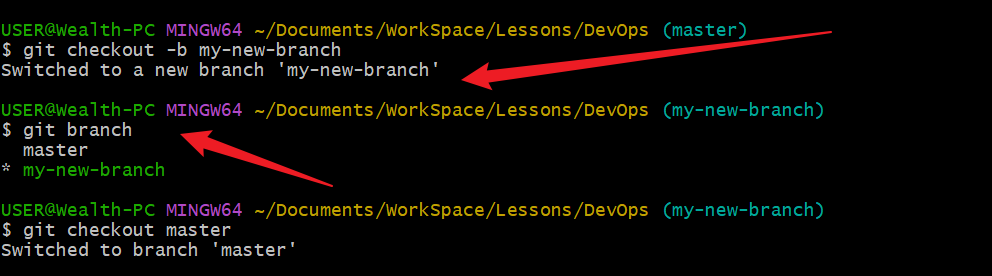 USER@Wealth-PC MINGW64 ~/Documents/WorkSpace/Lessons/DevOps (master)
$ git checkout -b my-new-branch
Switched to a new branch 'my-new-branch'
USER@Wealth-PC MINGW64 ~/Documents/WorkSpace/Lessons/DevOps (my-new-branch)
$ git branch
  master
* my-new-branch
USER@Wealth-PC MINGW64 ~/Documents/WorkSpace/Lessons/DevOps (my-new-branch)
$ git checkout master
Switched to branch 'master'